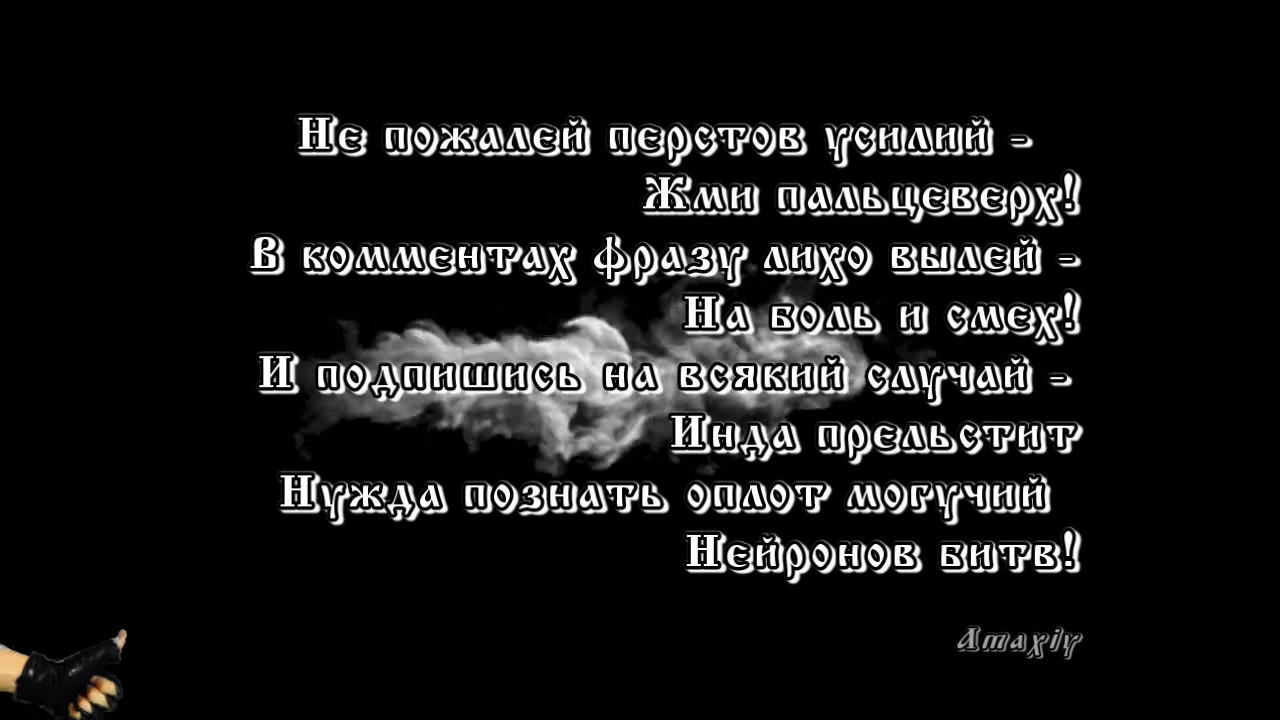 Не пожалей перстов усилий -
Жми пальцеверх!
В комментах фразу лихо вылей -
На боль и смех!
И подпишись на всякий случай -
Инда прельстит
Нужда познать оплот могучий
Нейронов битв!
Amaxiy